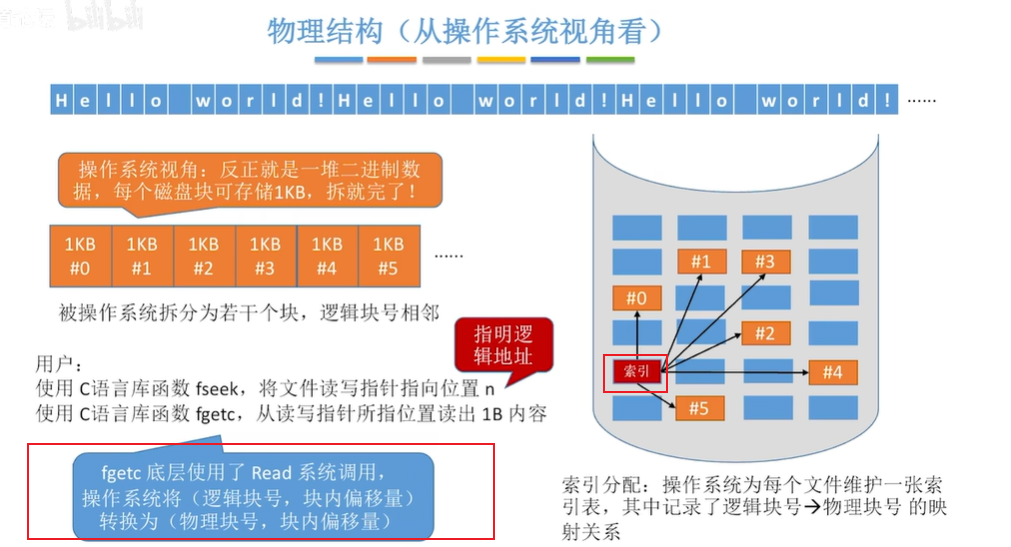 bilibili
物理结构（从操作系统视角看）
Hello world!Hello world!Hello world! ……
操作系统视角：反正就是一堆二进制数
据，每个磁盘块可存储1KB，拆就完了！
1KB 1KB 1KB 1KB 1KB 1KB
#0 #1 #2 #3 #4 #5 ……
被操作系统拆分为若干个块，逻辑块号相邻
指明逻
辑地址
用户：
使用 C语言库函数 fseek，将文件读写指针指向位置 n
使用 C语言库函数 fgetc，从读写指针所指位置读出 1B 内容
fgetc 底层使用了 Read 系统调用，
操作系统将（逻辑块号，块内偏移量）
转换为（物理块号，块内偏移量）
#1 #3
#0
#2
索引 #4
#5
索引分配：操作系统为每个文件维护一张索
引表，其中记录了逻辑块号→物理块号 的映
射关系